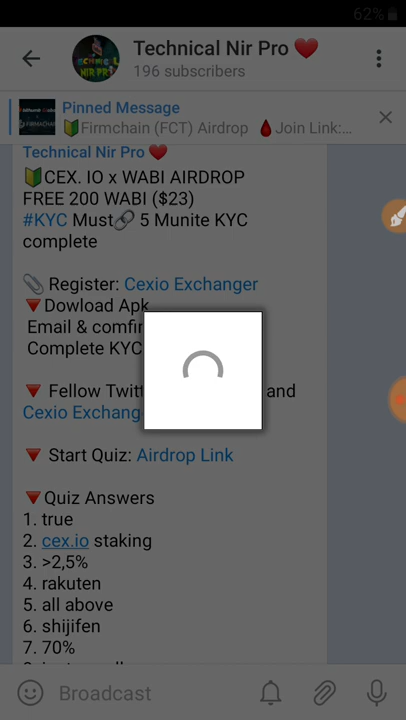 62%
Technical Nir Pro
196 subscribers
Pinned Message
Firmchain (FCT) Airdrop Join Link:...
Technical Nir Pro
CEX. IO x WABI AIRDROP
FREE 200 WABI ($23)
#KYC Must 5 Munite KYC
complete
Register: Cexio Exchanger
Dowload Apk
Email &
Complete KYC
Fellow and
Cexio
Start Quiz: Airdrop Link
Quiz Answers
1. true
2. cex.io staking
3. >2,5%
4. rakuten
5. all above
6. shijifen
7. 70%
Broadcast